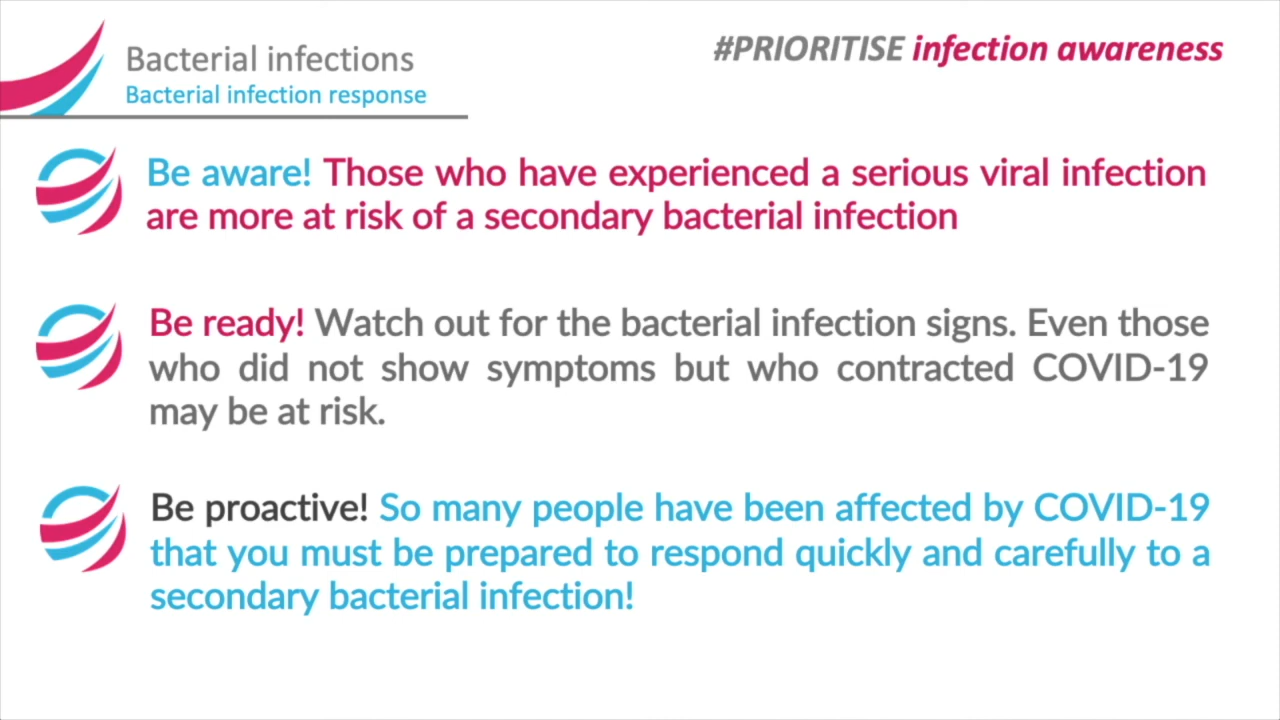 Bacterial infections
Bacterial infection response
#PRIORITISE infection awareness
Be aware! Those who have experienced a serious viral infection
are more at risk of a secondary bacterial infection
Be ready! Watch out for the bacterial infection signs. Even those
who did not show symptoms but who contracted COVID-19
may be at risk.
Be proactive! So many people have been affected by COVID-19
that you must be prepared to respond quickly and carefully to a
secondary bacterial infection!